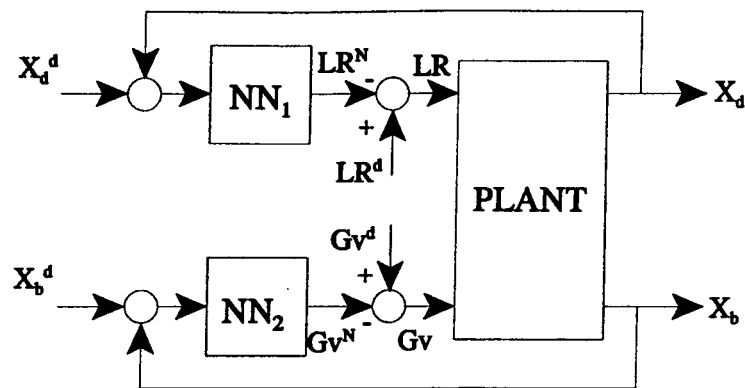 X_d^d
NN₁
LR^N
-
LR
X_d
+
LR^d
PLANT
Gv^d
X_b^d
+
NN₂
Gv^N
-
Gv
X_b